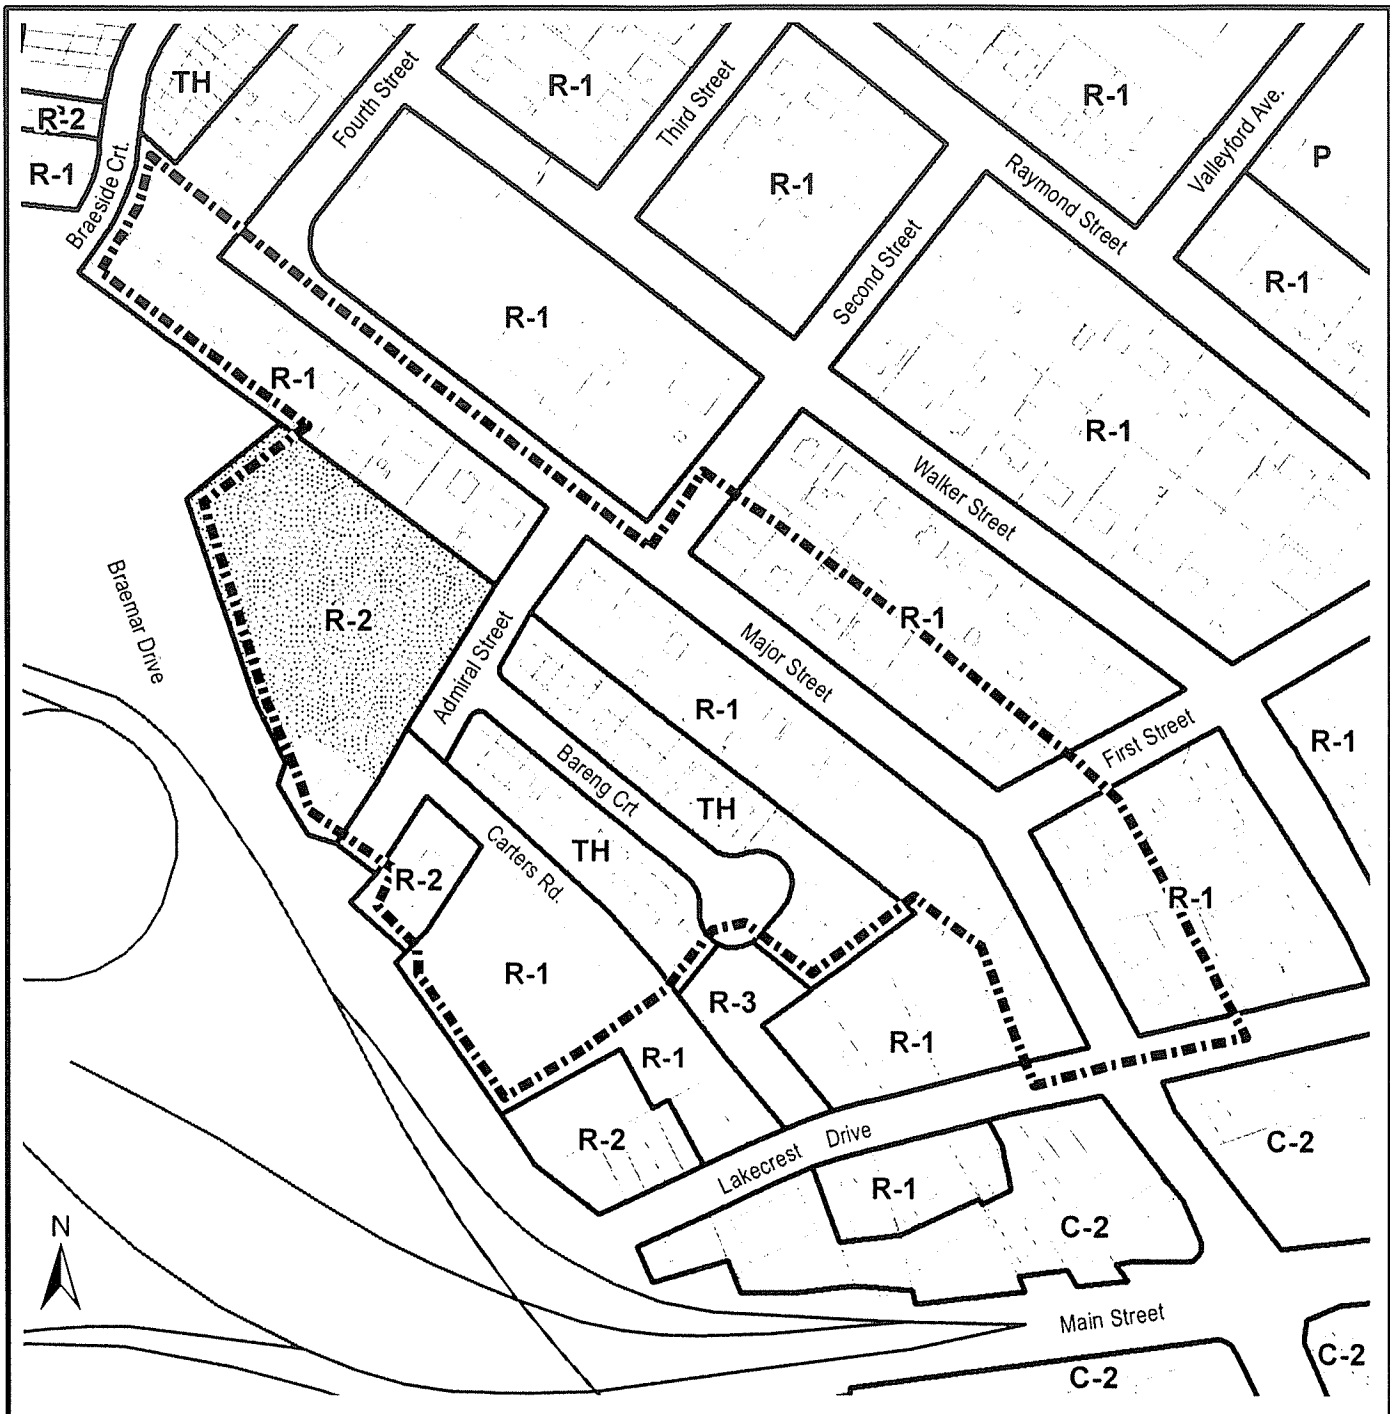 TH
R-2
R-1
Braeside Crt.
Fourth Street
R-1
Third Street
R-1
R-1
Raymond Street
Valleyford Ave.
P
R-1
R-1
Second Street
R-1
R-1
Walker Street
R-1
Braemar Drive
R-2
Admiral Street
Major Street
R-1
R-1
First Street
R-1
Bareng Crt
TH
TH
Carters Rd.
R-2
R-1
R-1
R-3
R-1
R-1
R-2
Lakecrest Drive
R-1
C-2
C-2
N
Main Street
C-2
C-2